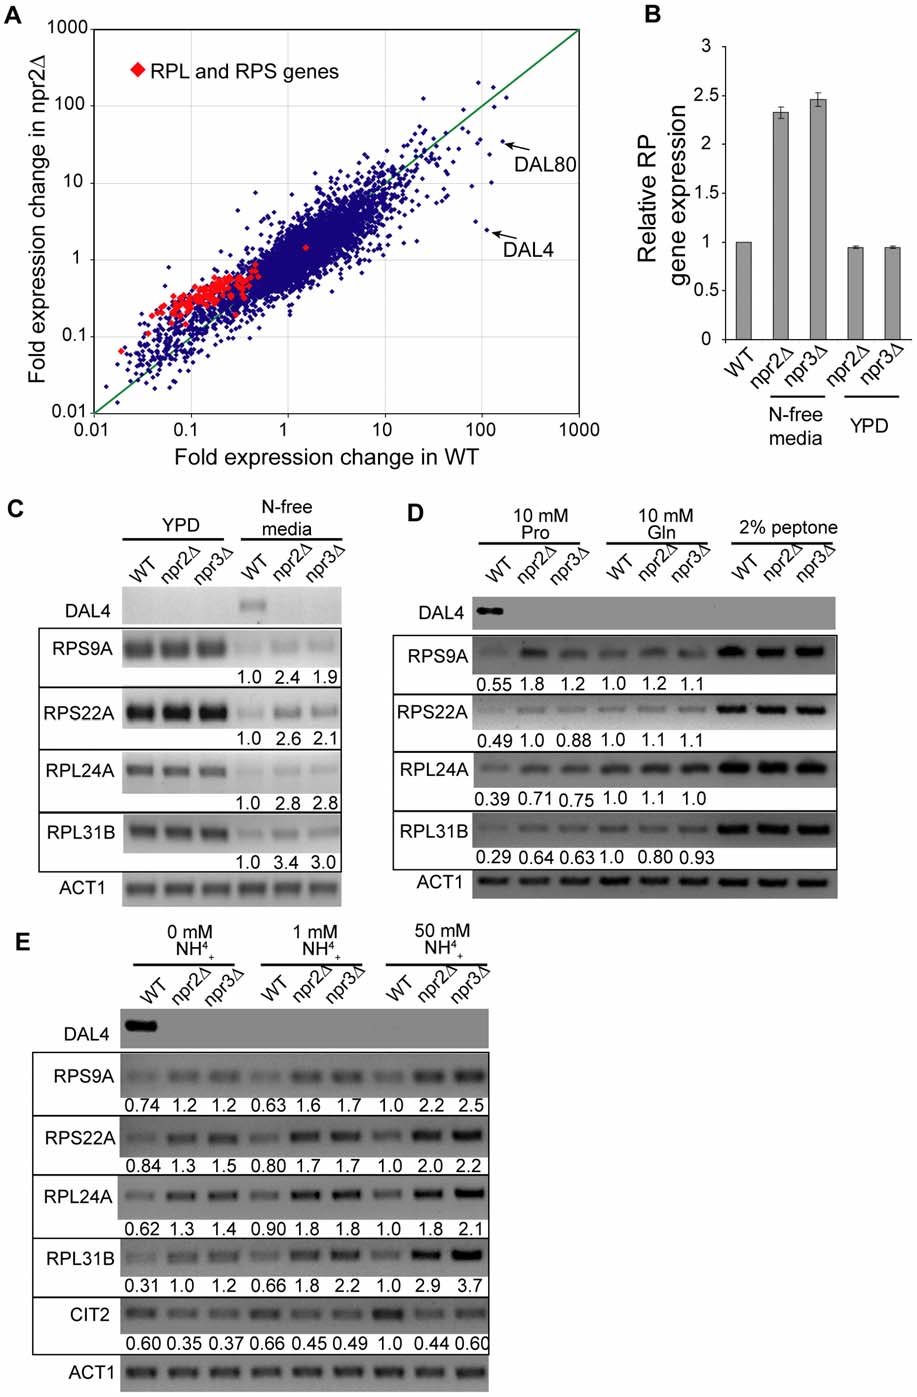 A
Fold expression change in npr2Δ
1000
100
10
1
0.1
0.01
RPL and RPS genes
DAL80
DAL4
0.01 0.1 1 10 100 1000
Fold expression change in WT
B
Relative RP
gene expression
3
2.5
2
1.5
1
0.5
0
WT npr2Δ npr3Δ npr2Δ npr3Δ
N-free
media
YPD
C
YPD
N-free
media
WT npr2Δ npr3Δ WT npr2Δ npr3Δ
DAL4
RPS9A
1.0 2.4 1.9
RPS22A
1.0 2.6 2.1
RPL24A
1.0 2.8 2.8
RPL31B
1.0 3.4 3.0
ACT1
D
10 mM
Pro
10 mM
Gln
2% peptone
WT npr2Δ npr3Δ WT npr2Δ npr3Δ WT npr2Δ npr3Δ
DAL4
RPS9A
0.55 1.8 1.2 1.0 1.2 1.1
RPS22A
0.49 1.0 0.88 1.0 1.1 1.1
RPL24A
0.39 0.71 0.75 1.0 1.1 1.0
RPL31B
0.29 0.64 0.63 1.0 0.80 0.93
ACT1
E
0 mM
NH4+
1 mM
NH4+
50 mM
NH4+
WT npr2Δ npr3Δ WT npr2Δ npr3Δ WT npr2Δ npr3Δ
DAL4
RPS9A
0.74 1.2 1.2 0.63 1.6 1.7 1.0 2.2 2.5
RPS22A
0.84 1.3 1.5 0.80 1.7 1.7 1.0 2.0 2.2
RPL24A
0.62 1.3 1.4 0.90 1.8 1.8 1.0 1.8 2.1
RPL31B
0.31 1.0 1.2 0.66 1.8 2.2 1.0 2.9 3.7
CIT2
0.60 0.35 0.37 0.66 0.45 0.49 1.0 0.44 0.60
ACT1